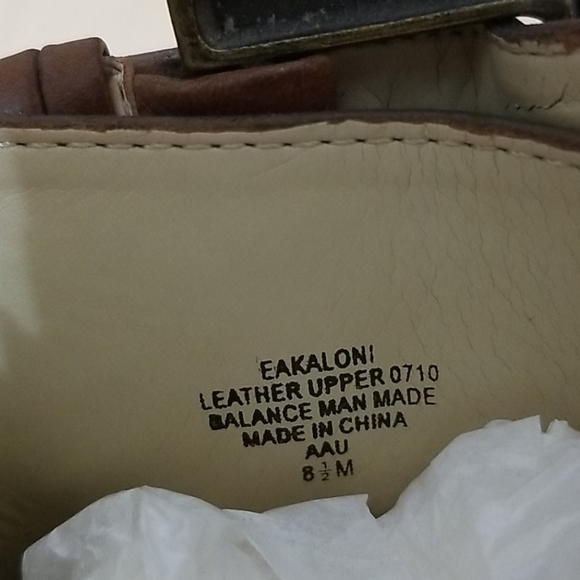 EAKALONI
LEATHER UPPER 0710
BALANCE MAN MADE
MADE IN CHINA
AAU
8 ½ M